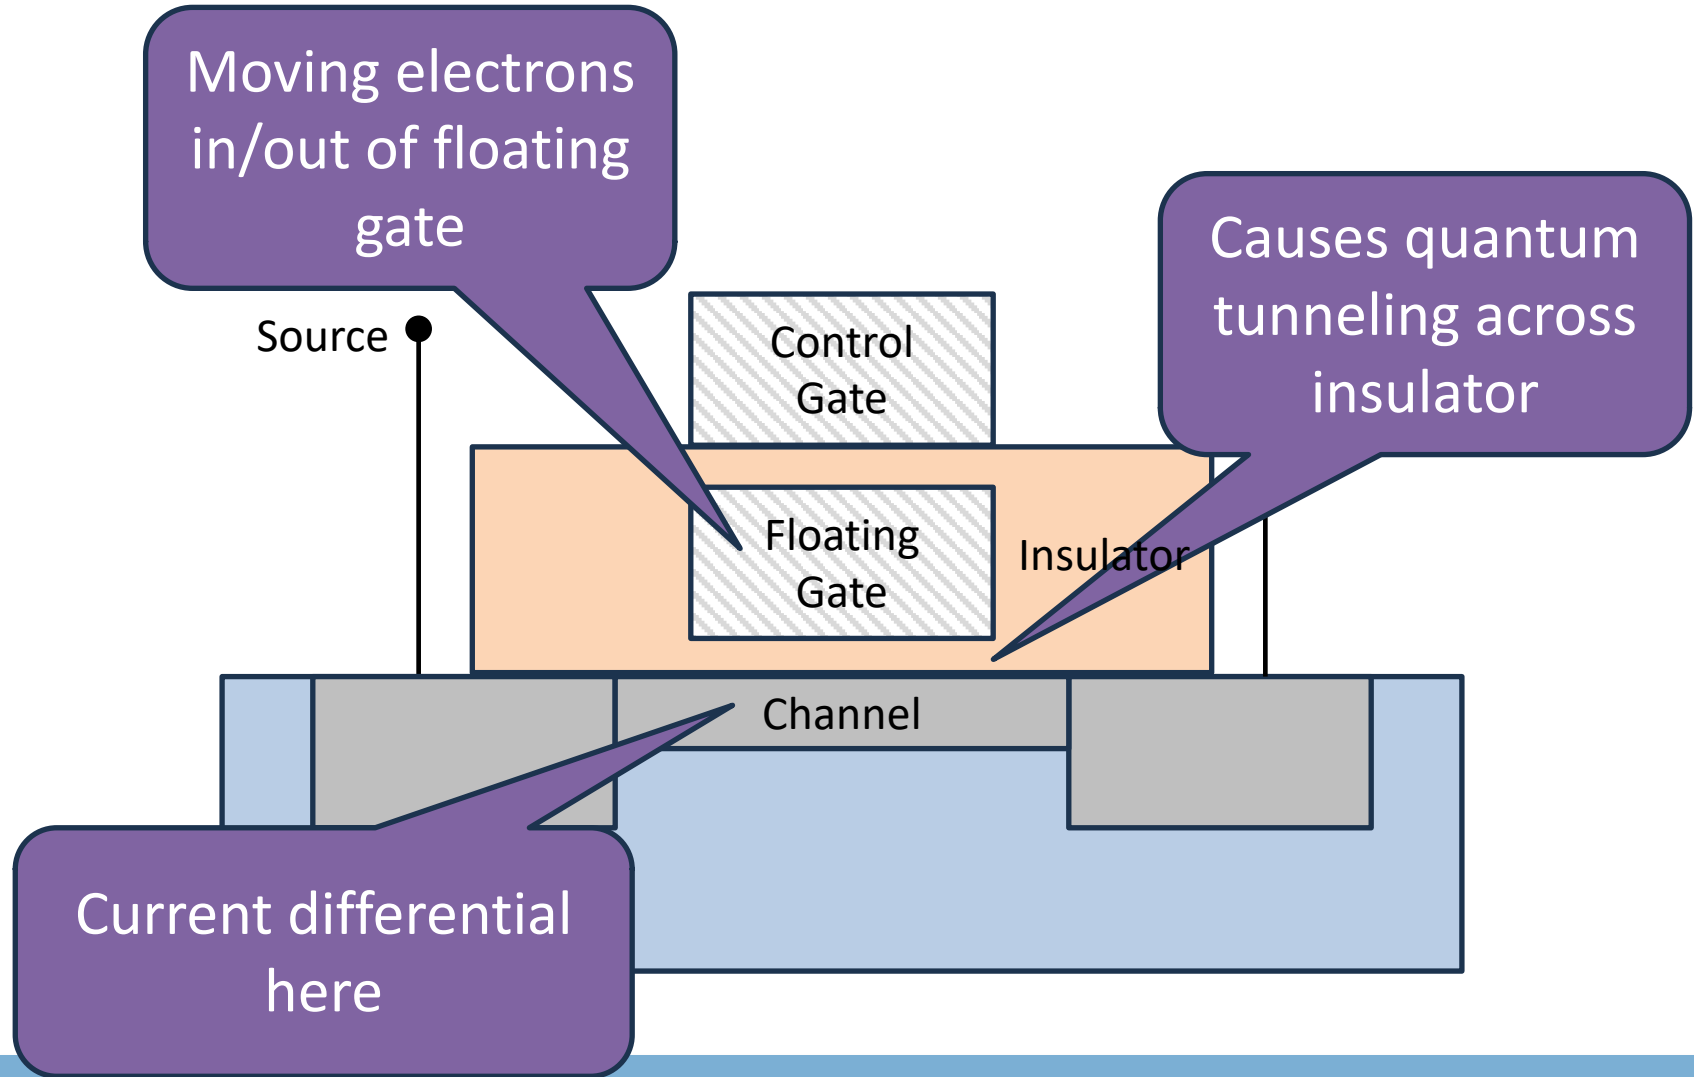 Moving electrons
in/out of floating
gate
Causes quantum
tunneling across
insulator
Source
Control
Gate
Floating
Gate
Insulator
Channel
Current differential
here